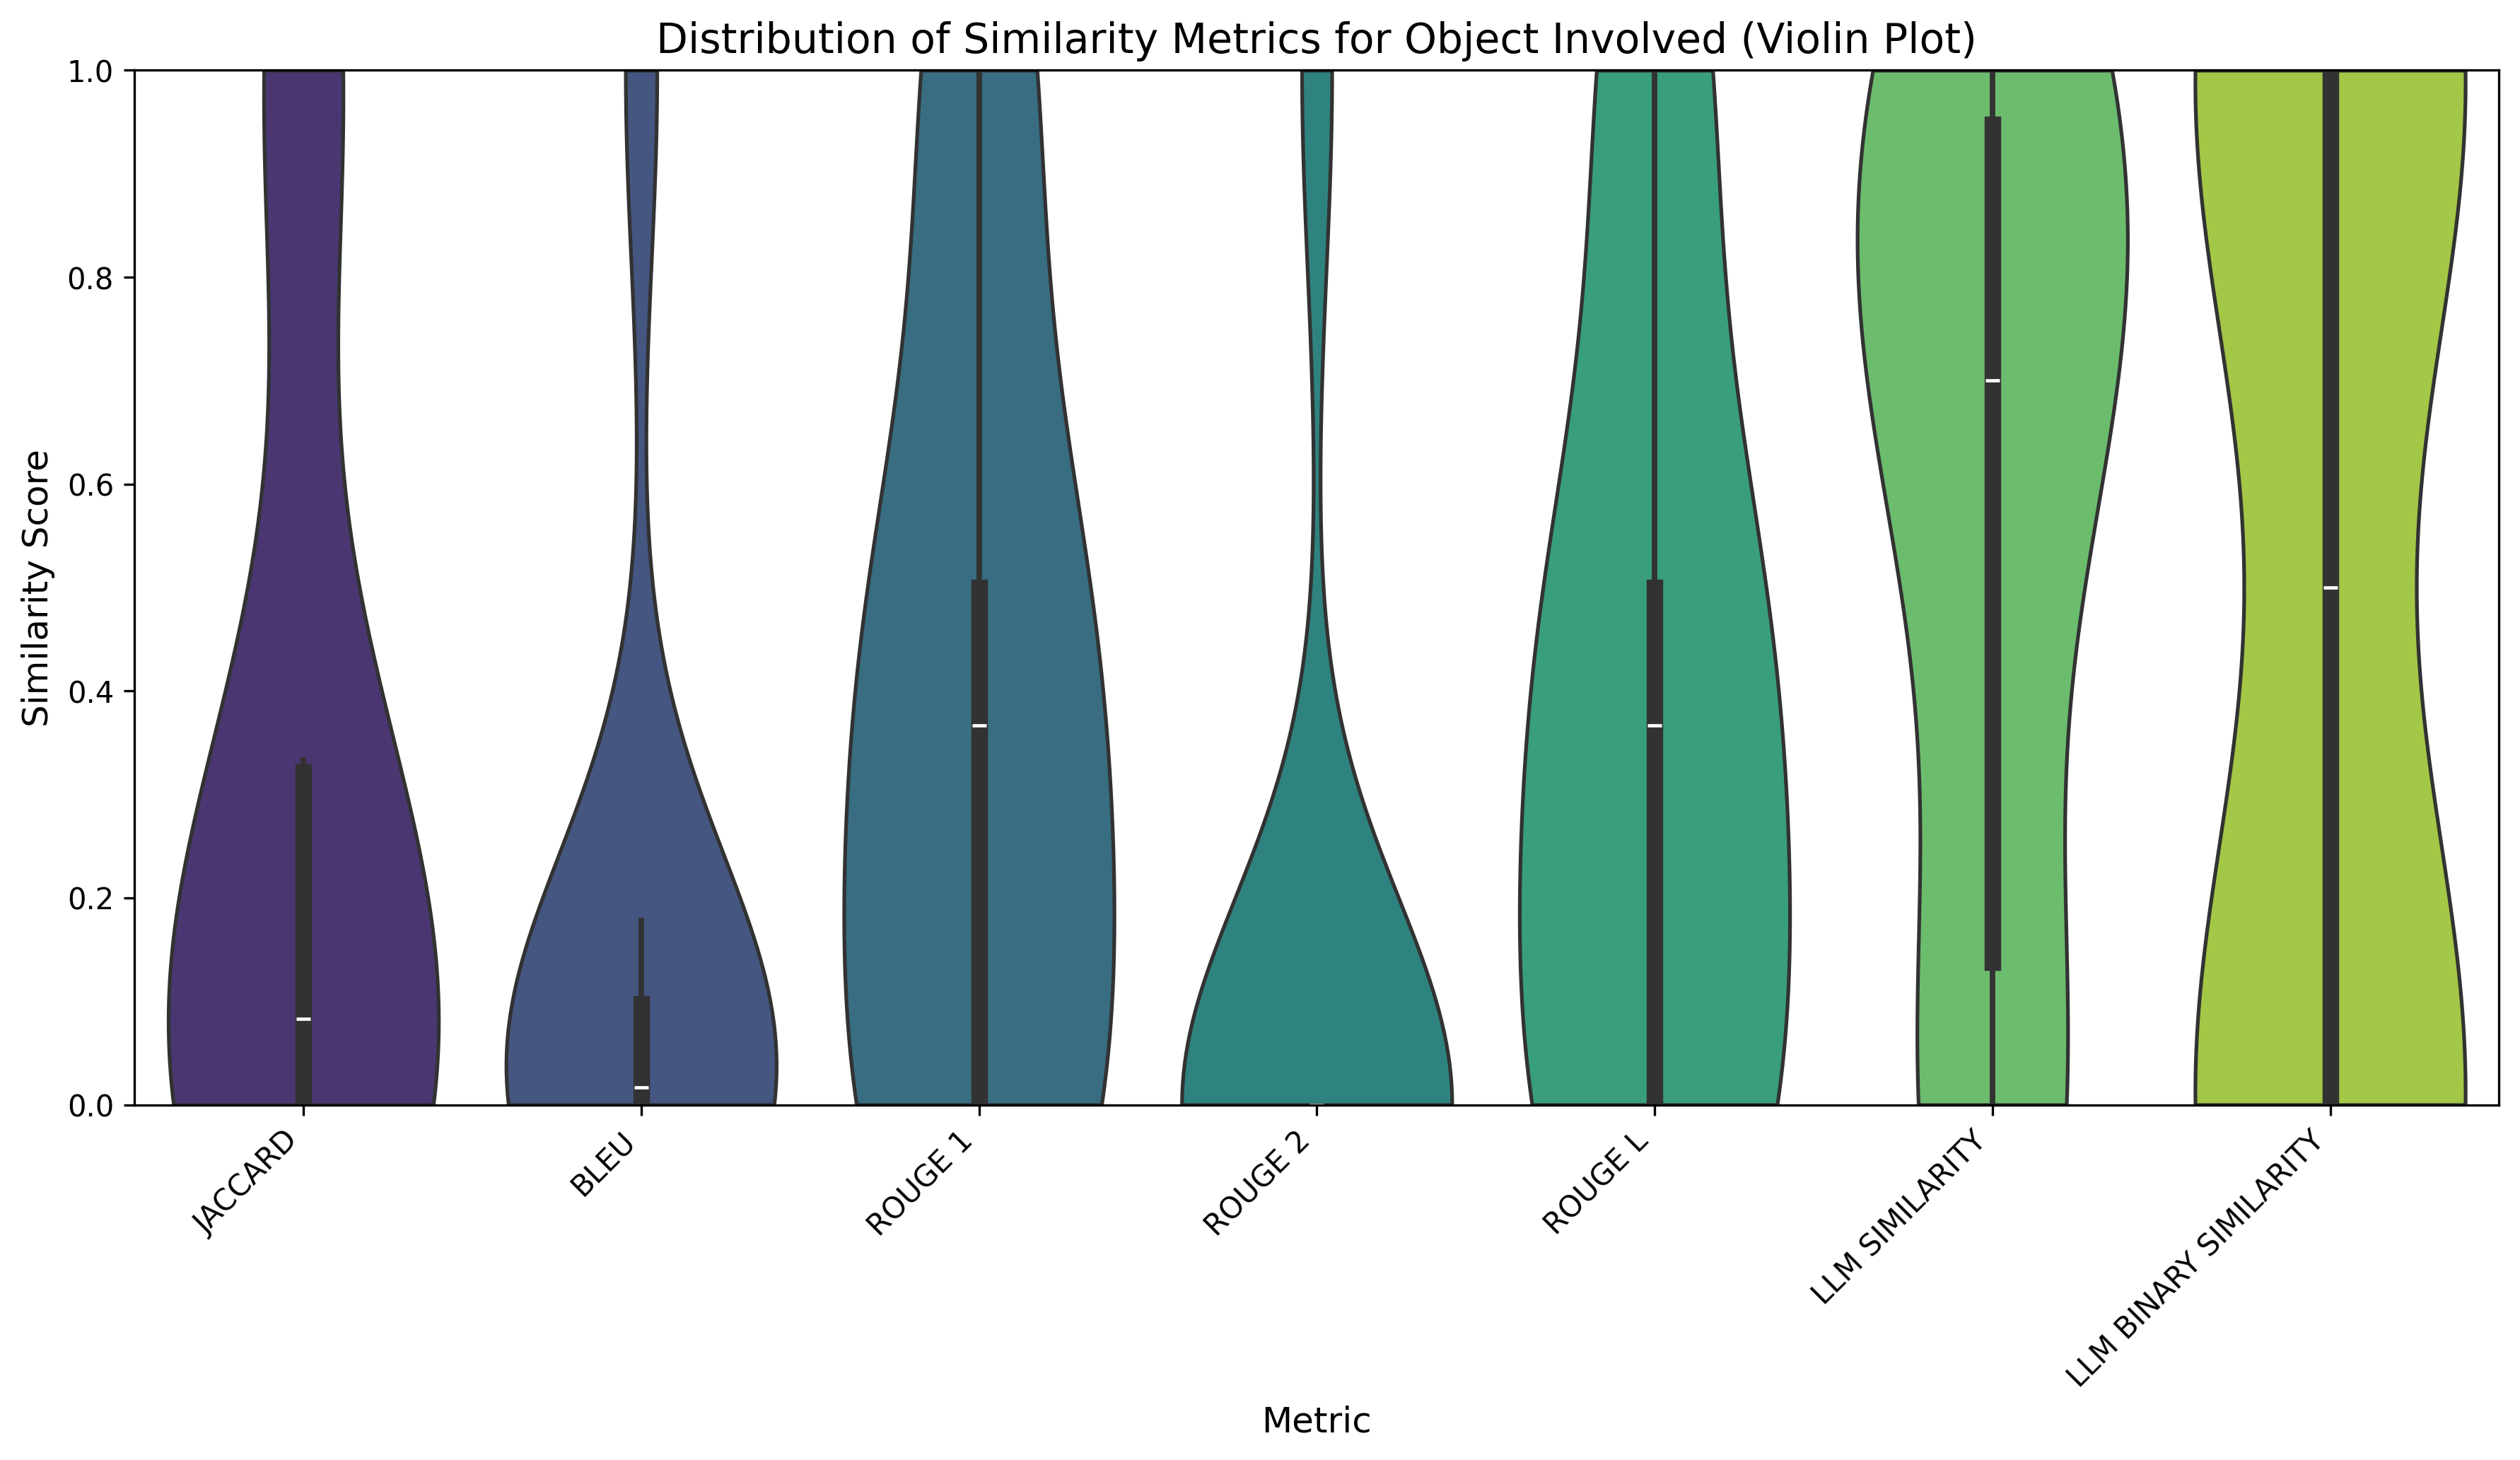 Distribution of Similarity Metrics for Object Involved (Violin Plot)
1.0
0.8
0.6
0.4
0.2
0.0
Similarity Score
JACCARD
BLEU
ROUGE 1
ROUGE 2
ROUGE L
LLM SIMILARITY
LLM BINARY SIMILARITY
Metric